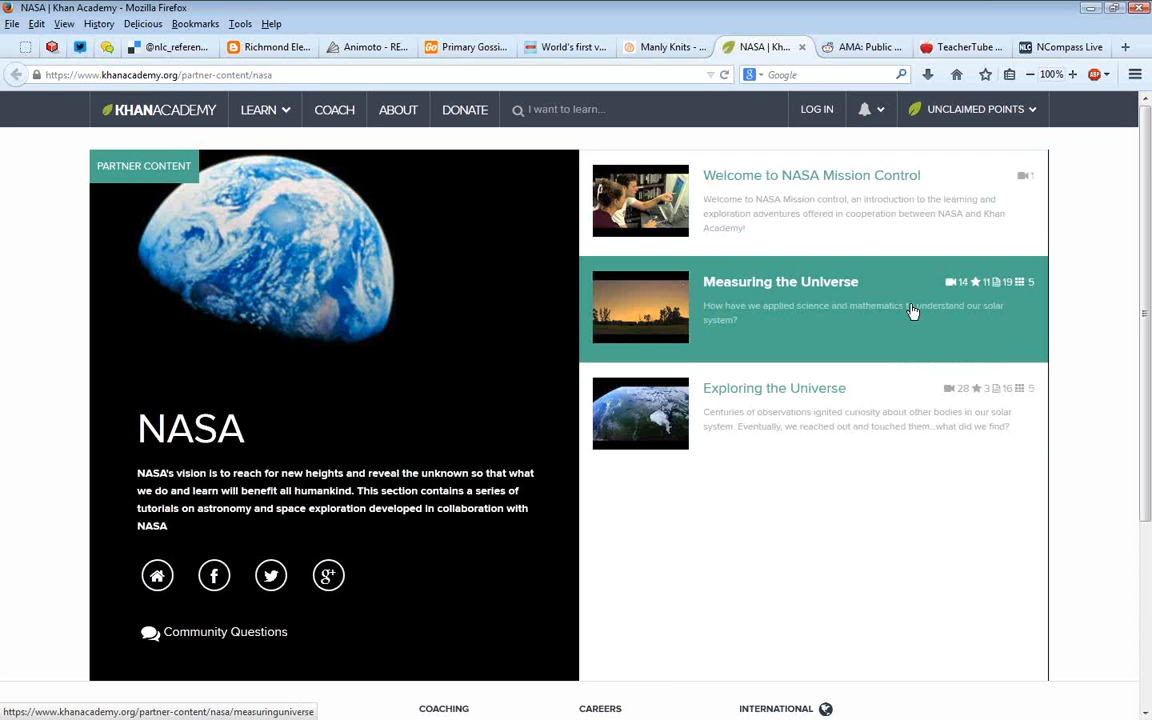 NASA | Khan Academy - Mozilla Firefox
File Edit View History Delicious Bookmarks Tools Help
@nlc_referen... Richmond Ele... Animoto - RE... Primary Gossi... World's first v... Manly Knits - ... NASA | Kh... AMA: Public ... TeacherTube ... NCompass Live
https://www.khanacademy.org/partner-content/nasa
Google
100%
ABP
KHANACADEMY LEARN COACH ABOUT DONATE I want to learn... LOG IN UNCLAIMED POINTS
PARTNER CONTENT
Welcome to NASA Mission Control 1
Welcome to NASA Mission control, an introduction to the learning and
exploration adventures offered in cooperation between NASA and Khan
Academy!
Measuring the Universe 14 11 19 5
How have we applied science and mathematics to understand our solar
system?
Exploring the Universe 28 3 16 5
Centuries of observations ignited curiosity about other bodies in our solar
system. Eventually, we reached out and touched them...what did we find?
NASA
NASA's vision is to reach for new heights and reveal the unknown so that what
we do and learn will benefit all humankind. This section contains a series of
tutorials on astronomy and space exploration developed in collaboration with
NASA
Community Questions
https://www.khanacademy.org/partner-content/nasa/measuringuniverse
COACHING CAREERS INTERNATIONAL